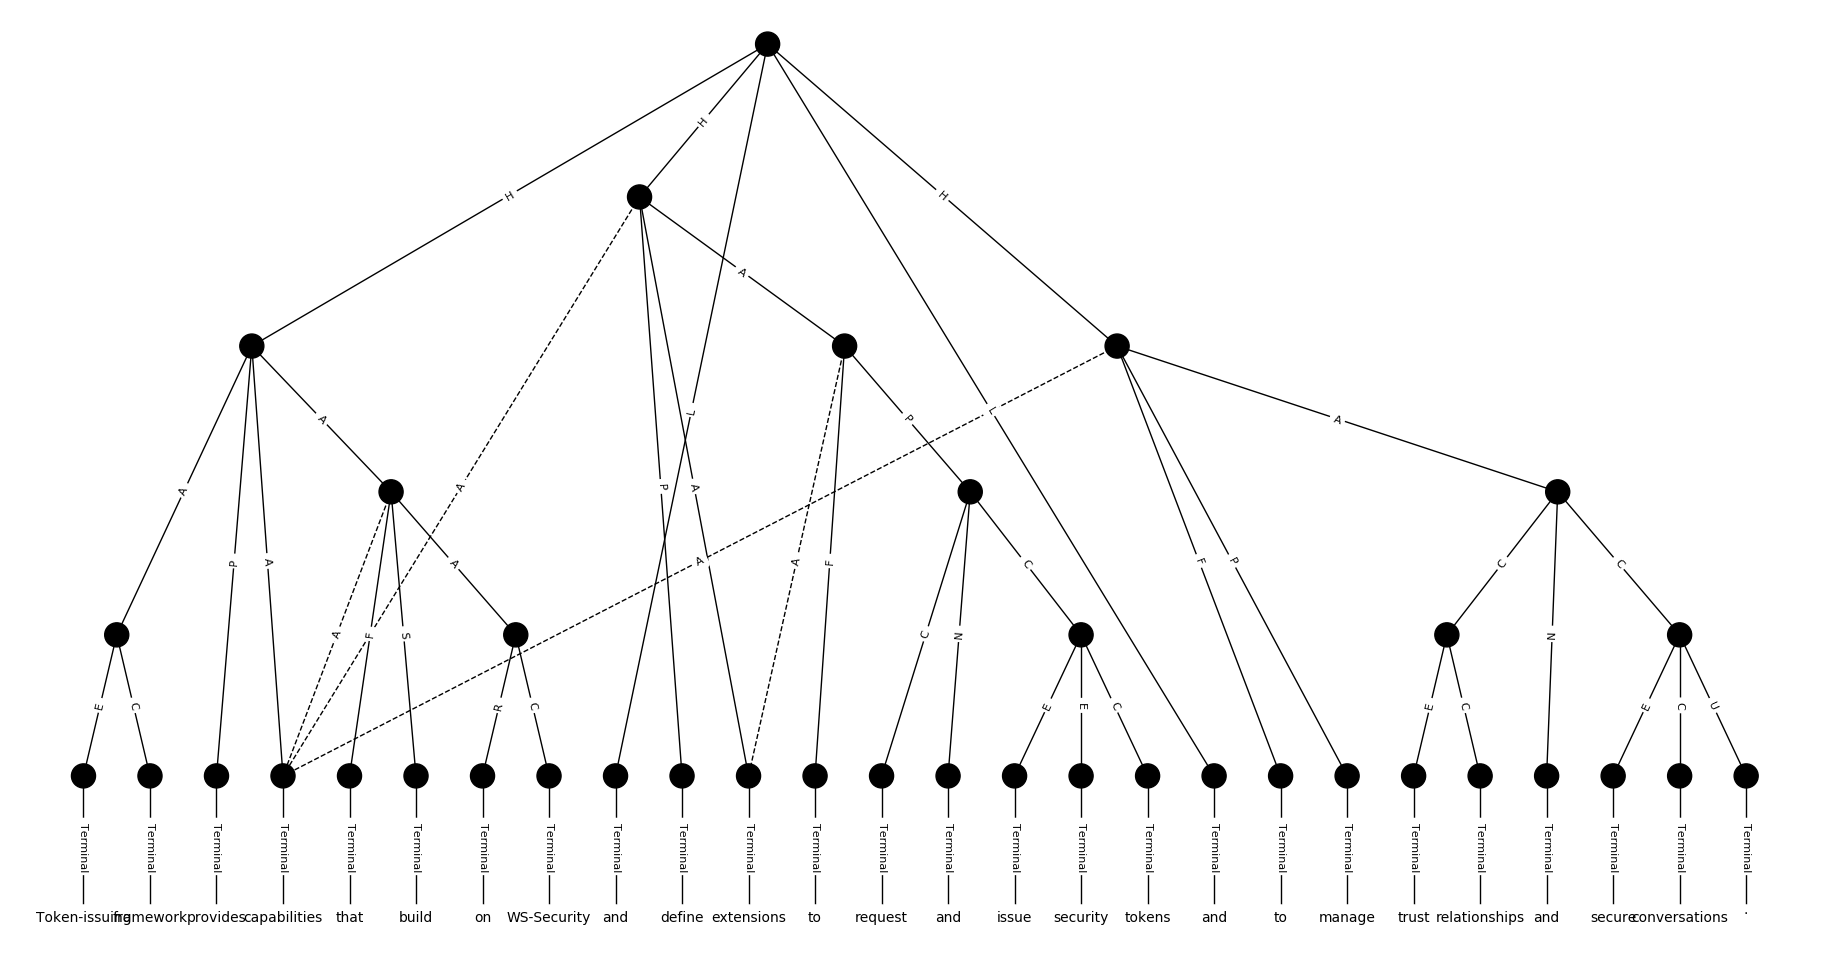 H
H
H
A
A
A
L
P
L
A
A
P
A
P
A
A
A
A
F
F
P
C
C
C
A
F
S
C
N
N
E
C
R
C
E
E
C
E
C
E
C
U
Terminal Terminal Terminal Terminal Terminal Terminal Terminal Terminal Terminal Terminal Terminal Terminal Terminal Terminal Terminal Terminal Terminal Terminal Terminal Terminal Terminal Terminal Terminal Terminal Terminal Terminal
Token-issuing framework provides capabilities that build on WS-Security and define extensions to request and issue security tokens and to manage trust relationships and secure conversations .